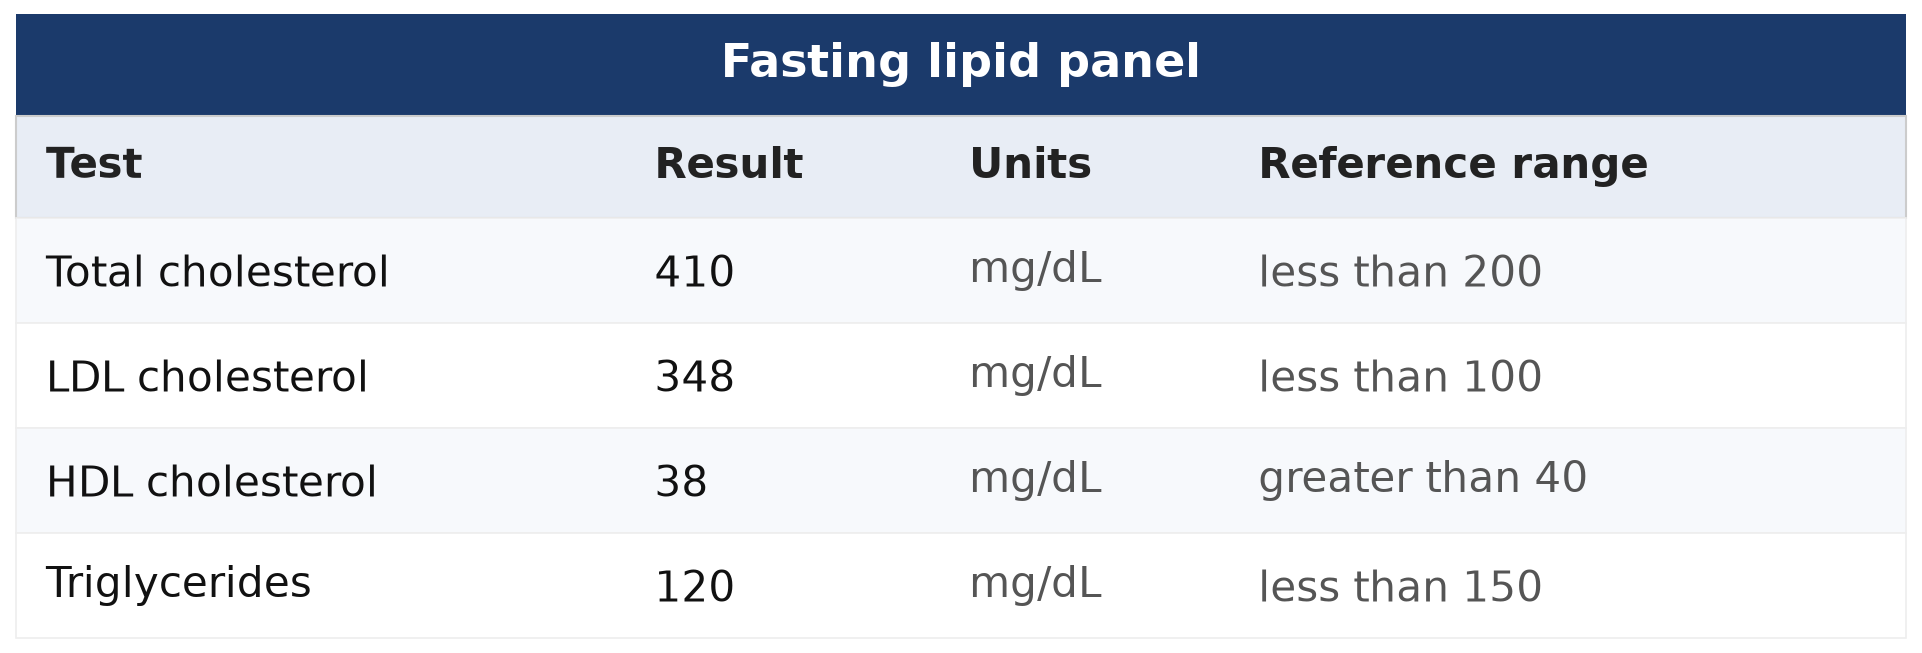 Fasting lipid panel
Test Result Units Reference range
Total cholesterol 410 mg/dL less than 200
LDL cholesterol 348 mg/dL less than 100
HDL cholesterol 38 mg/dL greater than 40
Triglycerides 120 mg/dL less than 150